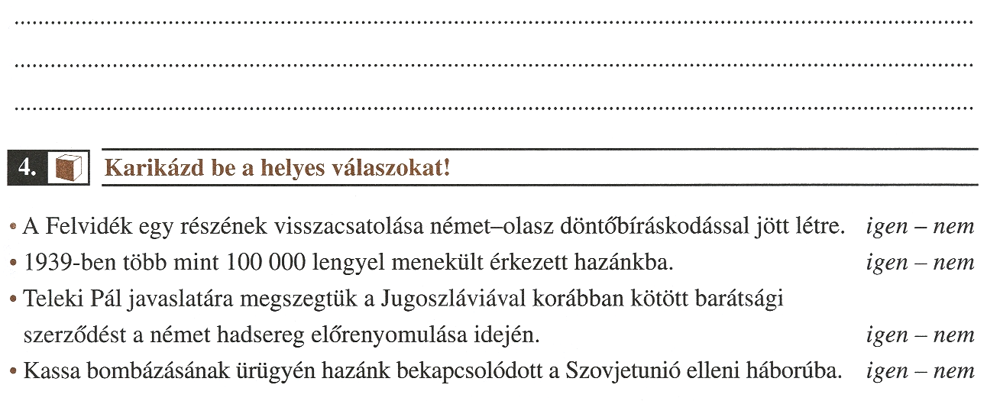 4. Karikázd be a helyes válaszokat!
• A Felvidék egy részének visszacsatolása német–olasz döntőbíráskodással jött létre. igen – nem
• 1939-ben több mint 100 000 lengyel menekült érkezett hazánkba. igen – nem
• Teleki Pál javaslatára megszegtük a Jugoszláviával korábban kötött barátsági
szerződést a német hadsereg előrenyomulása idején. igen – nem
• Kassa bombázásának ürügyén hazánk bekapcsolódott a Szovjetunió elleni háborúba. igen – nem